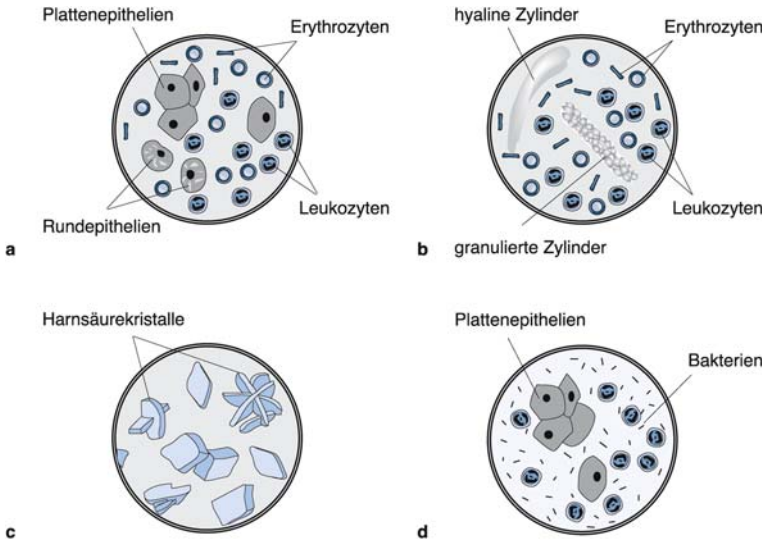 Plattenepithelien
Erythrozyten
Leukozyten
Rundepithelien
a
hyaline Zylinder
Erythrozyten
Leukozyten
granulierte Zylinder
b
Harnsäurekristalle
c
Plattenepithelien
Bakterien
d